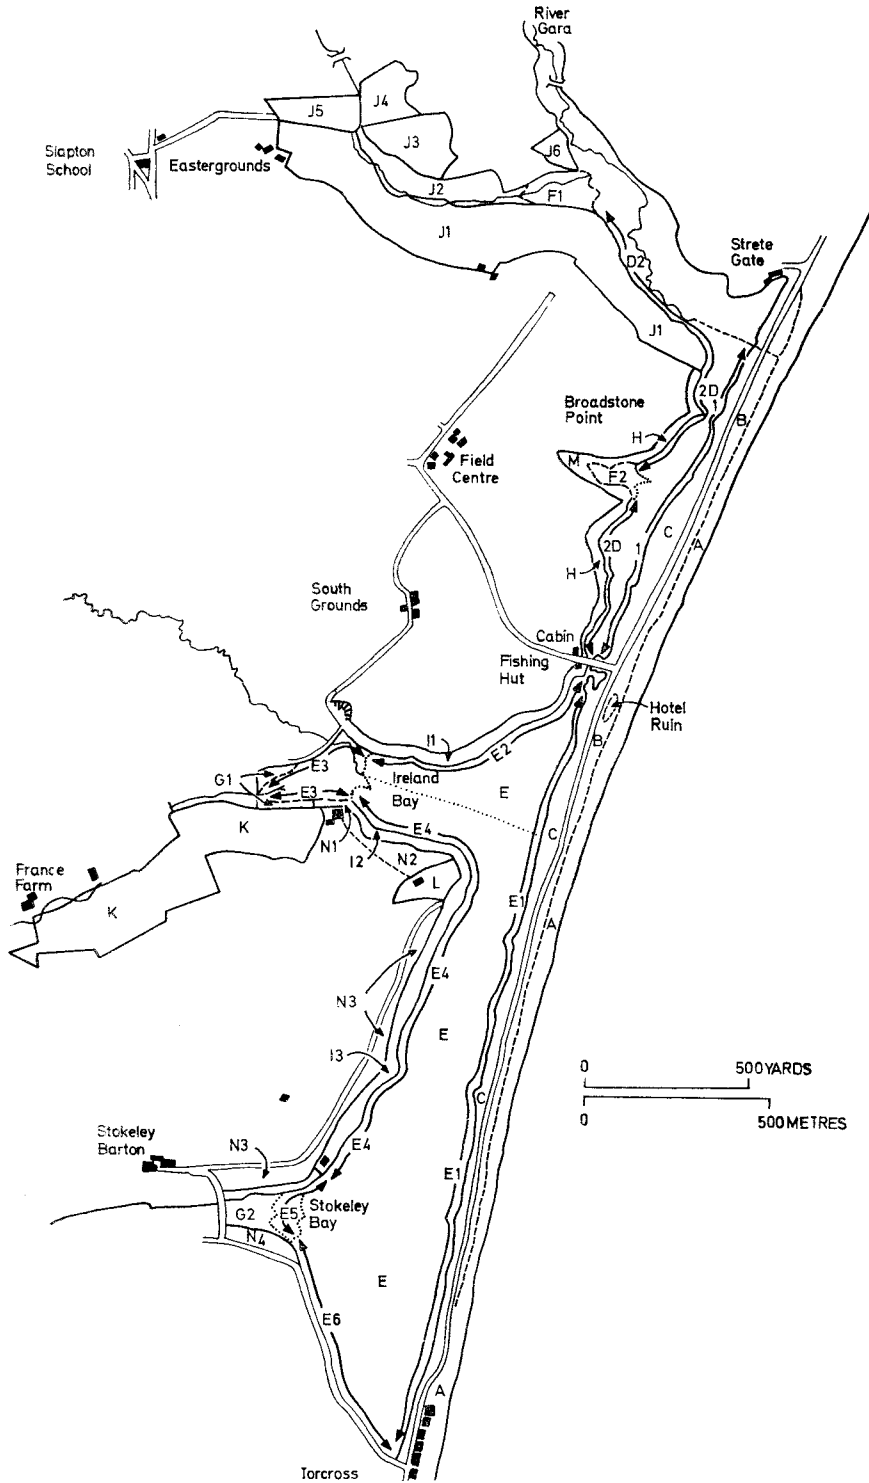 River
Gara
J4
J5
J3
J6
Slapton
School
Eastergrounds
J2
F1
J1
D2
Strete
Gate
J1
2D
1
B
Broadstone
Point
H
M
F2
Field
Centre
C
A
2D
1
H
South
Grounds
Cabin
Fishing
Hut
Hotel
Ruin
I1
E2
B
G1
E3
Ireland
Bay
E
E3
E4
C
K
N1
I2
N2
France
Farm
L
K
E1
A
E4
N3
E
I3
0
500 YARDS
C
0
500 METRES
Stokeley
Barton
N3
E4
E1
G2
E5
Stokeley
Bay
N4
E
E6
A
Torcross